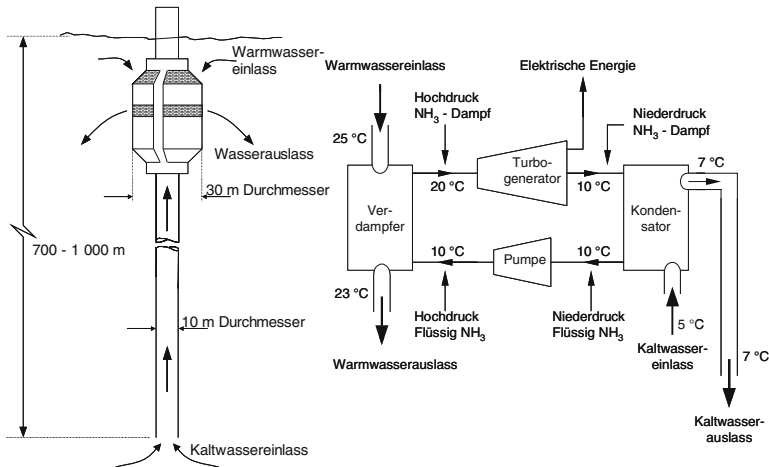 Warmwasser-
einlass
Wasserauslass
30 m Durchmesser
700 - 1 000 m
10 m Durchmesser
Kaltwassereinlass
Warmwassereinlass
Elektrische Energie
Hochdruck
NH₃ - Dampf
Niederdruck
NH₃ - Dampf
25 °C
20 °C
Turbo-
generator
10 °C
7 °C
Ver-
dampfer
Konden-
sator
10 °C
Pumpe
10 °C
23 °C
Hochdruck
Flüssig NH₃
Niederdruck
Flüssig NH₃
5 °C
Kaltwasser-
einlass
7 °C
Warmwasserauslass
Kaltwasser-
auslass